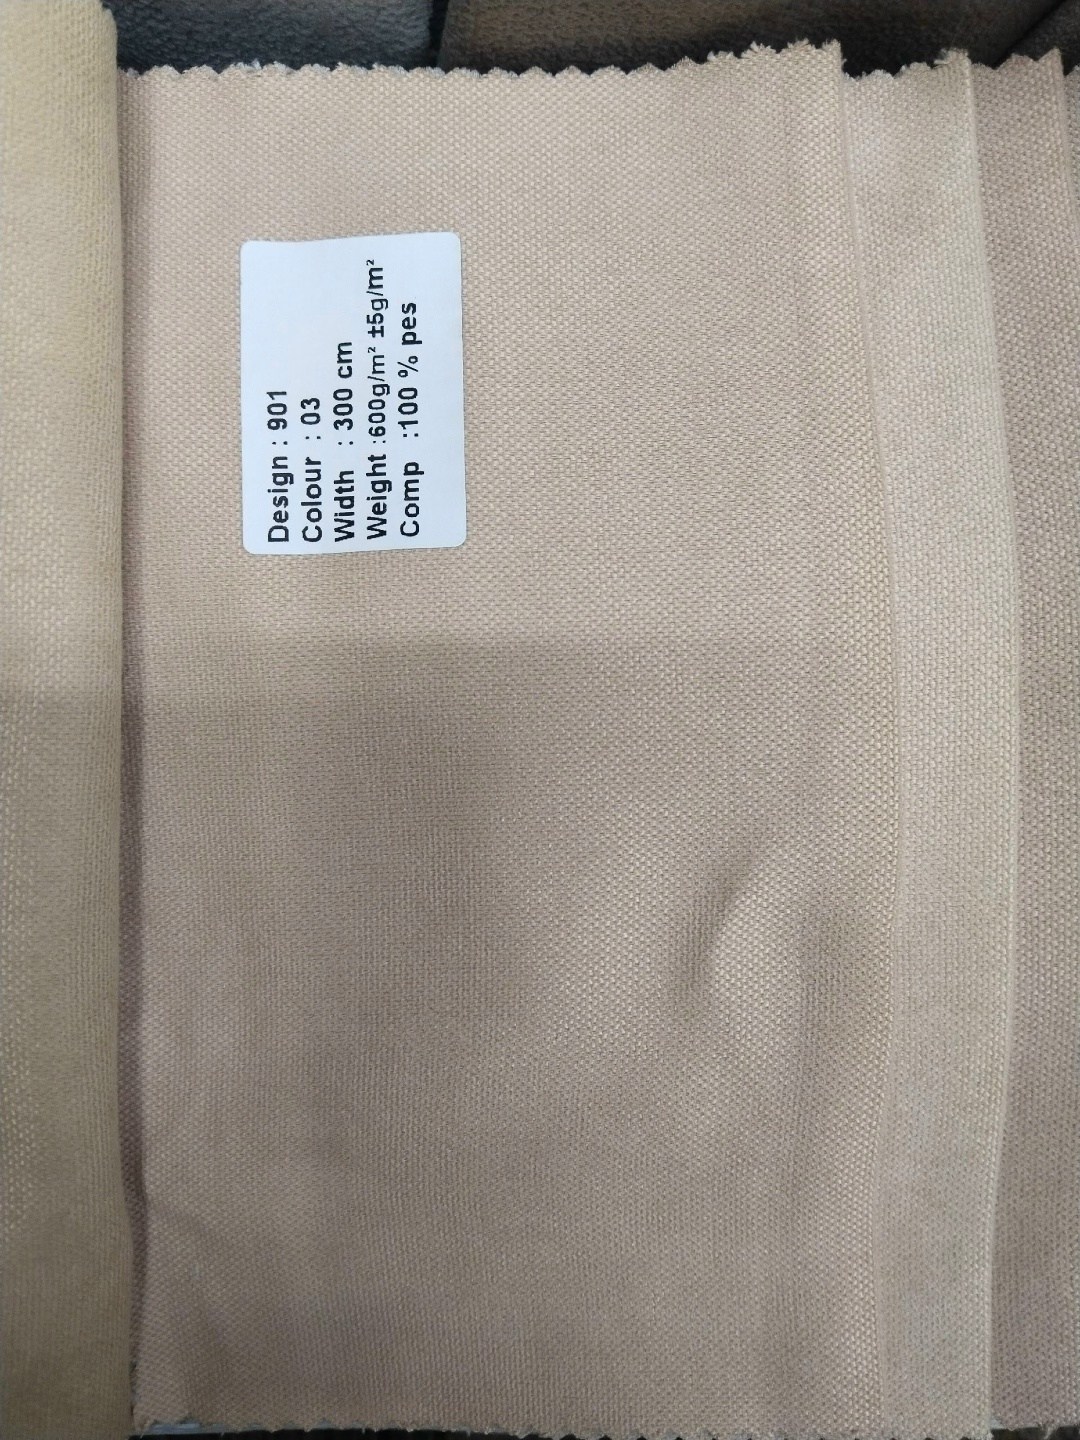 Design : 901
Colour : 03
Width : 300 cm
Weight :600g/m² ±5g/m²
Comp :100 % pes